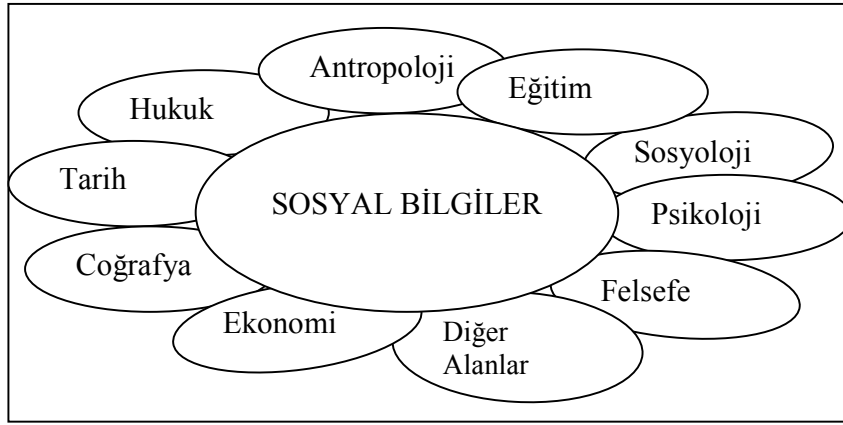 Antropoloji
Eğitim
Hukuk
Sosyoloji
Tarih
SOSYAL BİLGİLER
Psikoloji
Coğrafya
Felsefe
Ekonomi
Diğer
Alanlar